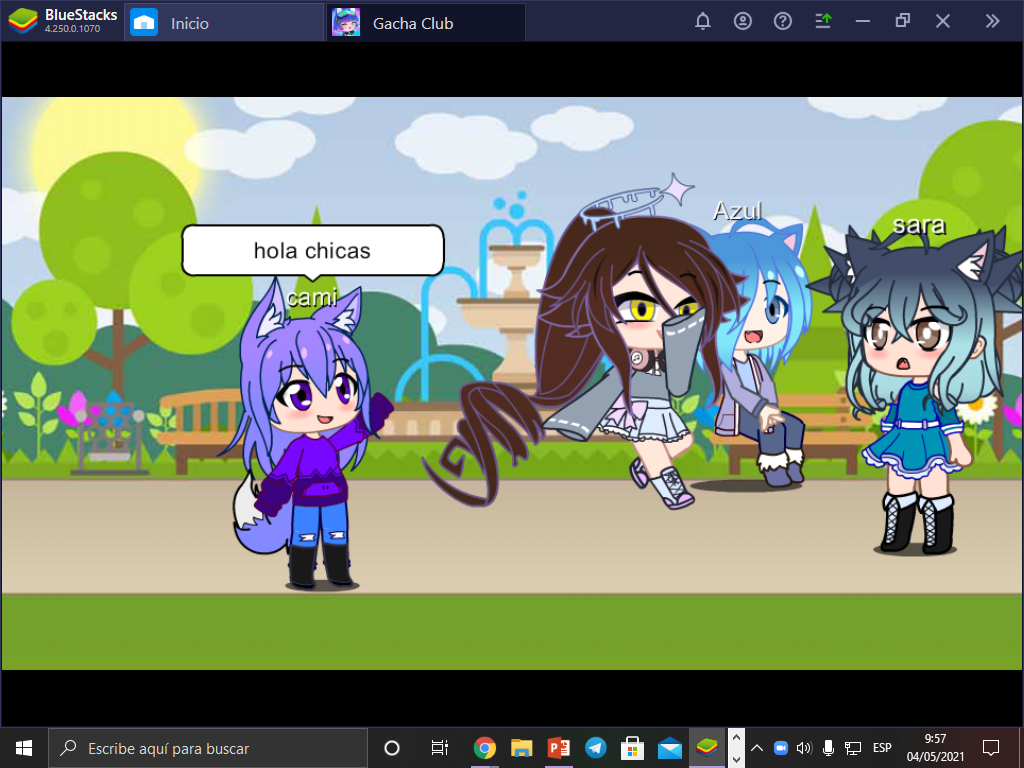 BlueStacks
4.250.0.1070
Inicio
Gacha Club
Azul
sara
hola chicas
cami
Escribe aquí para buscar
ESP
9:57
04/05/2021